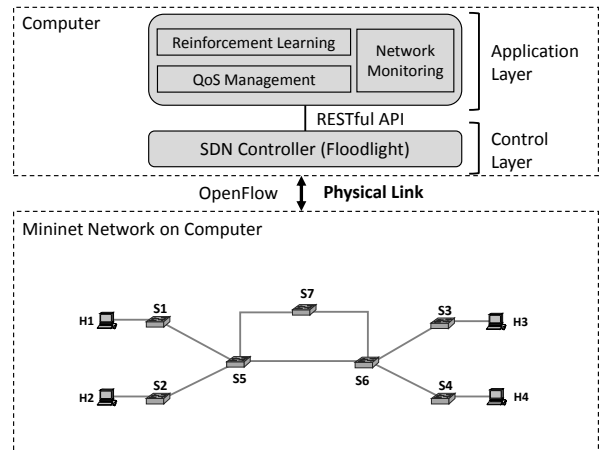 Computer
Reinforcement Learning
QoS Management
Network
Monitoring
Application
Layer
RESTful API
SDN Controller (Floodlight)
Control
Layer
OpenFlow
Physical Link
Mininet Network on Computer
S7
S1
H1
S3
H3
S5
S6
S2
H2
S4
H4